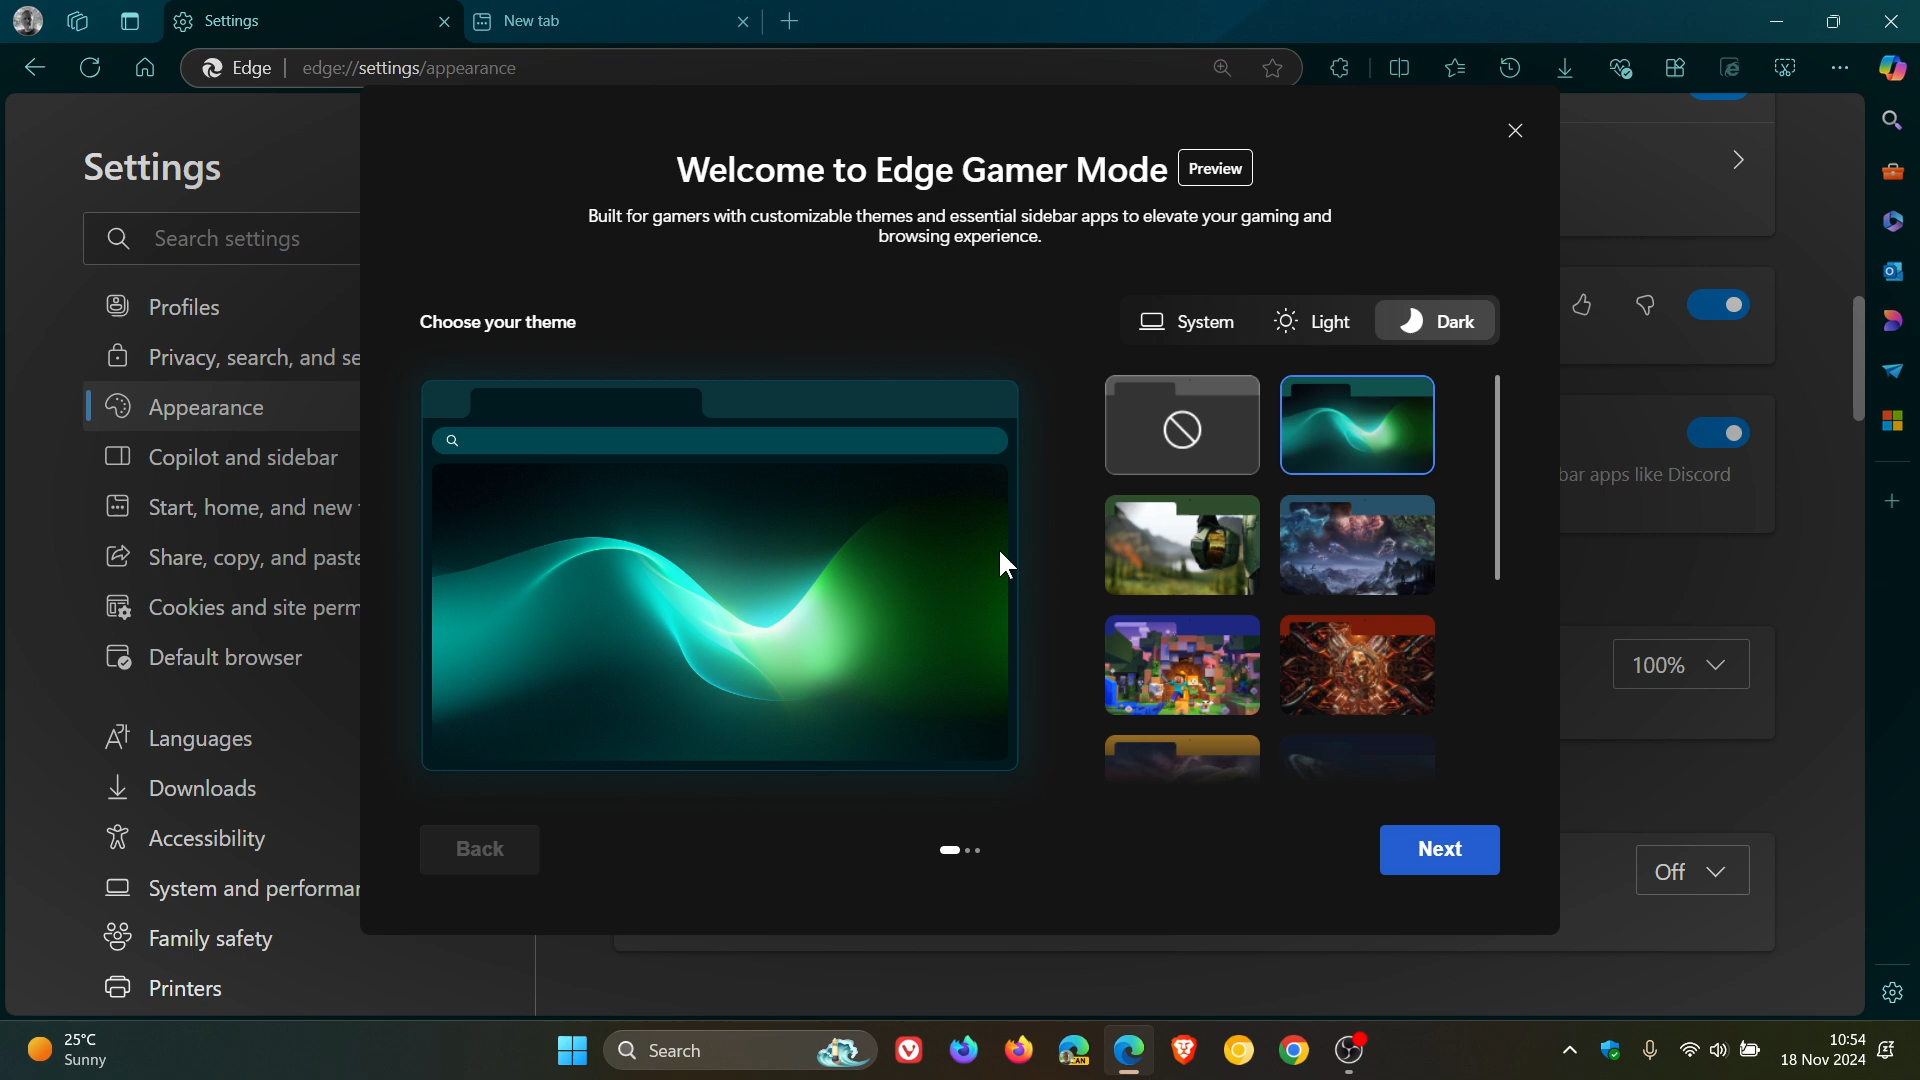 Settings
New tab
Edge
edge://settings/appearance
Settings
Search settings
Profiles
Privacy, search, and se
Appearance
Copilot and sidebar
Start, home, and new
Share, copy, and paste
Cookies and site perm
Default browser
Languages
Downloads
Accessibility
System and performan
Family safety
Printers
Welcome to Edge Gamer Mode Preview
Built for gamers with customizable themes and essential sidebar apps to elevate your gaming and
browsing experience.
Choose your theme
System
Light
Dark
Back
Next
bar apps like Discord
100%
Off
25°C
Sunny
Search
CAN
10:54
18 Nov 2024